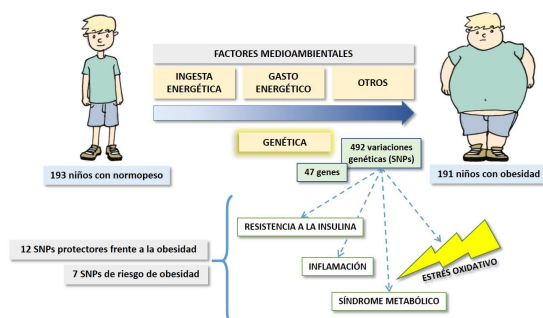 FACTORES MEDIOAMBIENTALES
INGESTA
ENERGÉTICA
GASTO
ENERGÉTICO
OTROS
GENÉTICA
492 variaciones
genéticas (SNPs)
47 genes
193 niños con normopeso
191 niños con obesidad
12 SNPs protectores frente a la obesidad
7 SNPs de riesgo de obesidad
RESISTENCIA A LA INSULINA
INFLAMACIÓN
SÍNDROME METABÓLICO
ESTRÉS OXIDATIVO